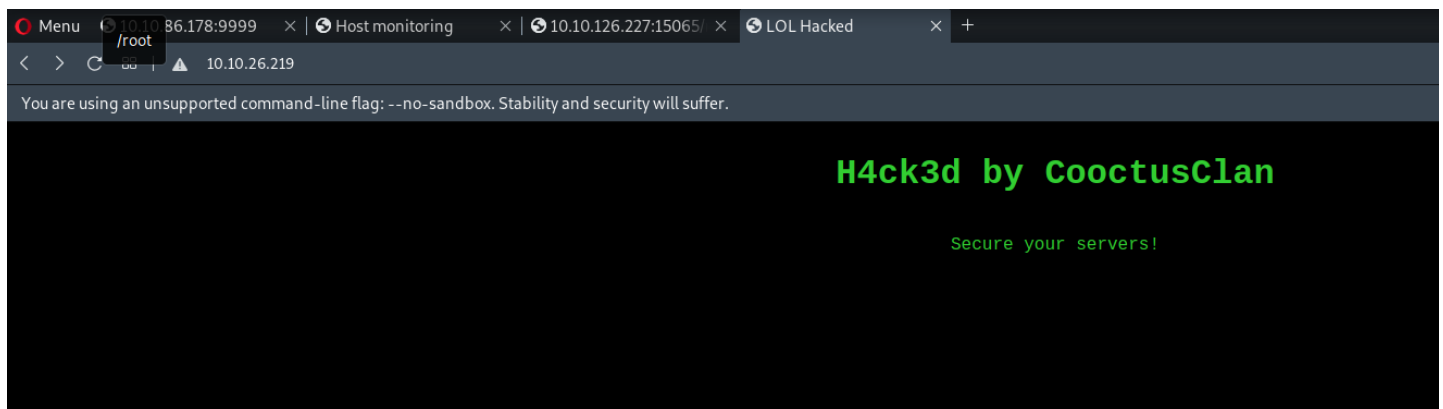 Menu 10.10.86.178:9999 Host monitoring 10.10.126.227:15065/ LOL Hacked
/root
10.10.26.219
You are using an unsupported command-line flag: --no-sandbox. Stability and security will suffer.
H4ck3d by CooctusClan
Secure your servers!